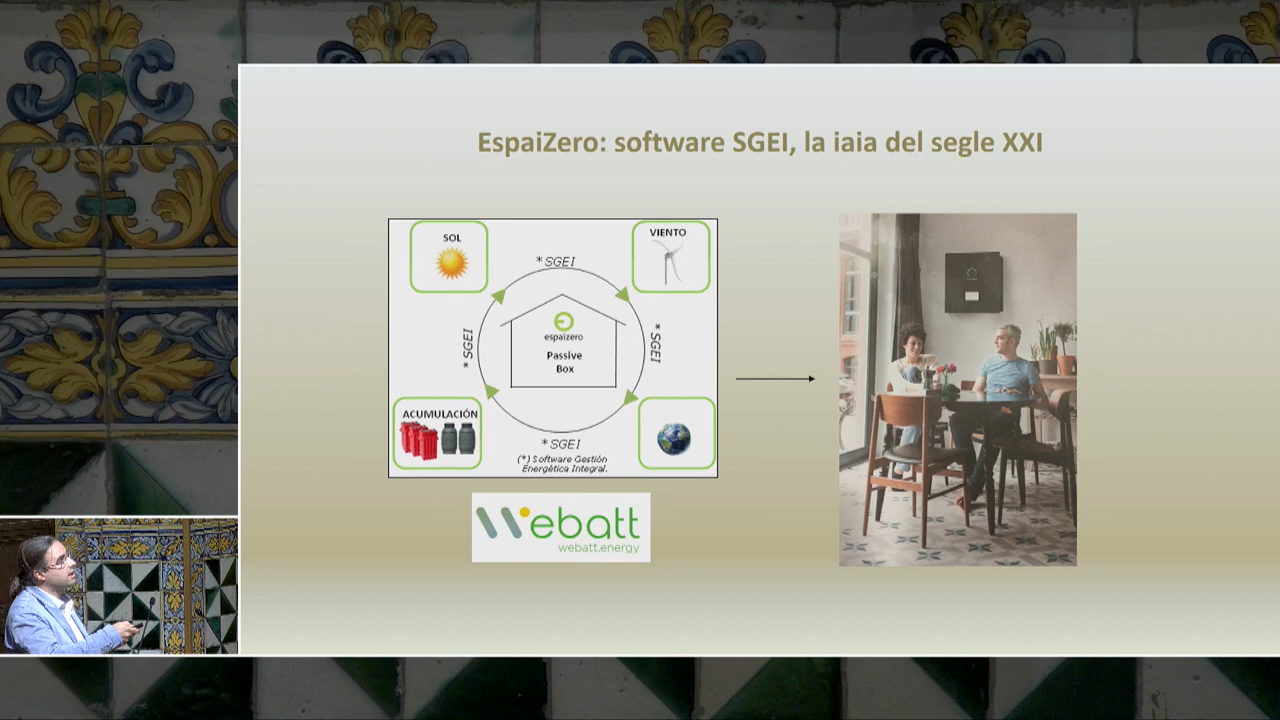 EspaiZero: software SGEI, la iaia del segle XXI
SOL
VIENTO
* SGEI
* SGEI
* SGEI
espaizero
Passive
Box
ACUMULACIÓN
* SGEI
(*) Software Gestión
Energética Integral.
Webatt
webatt.energy